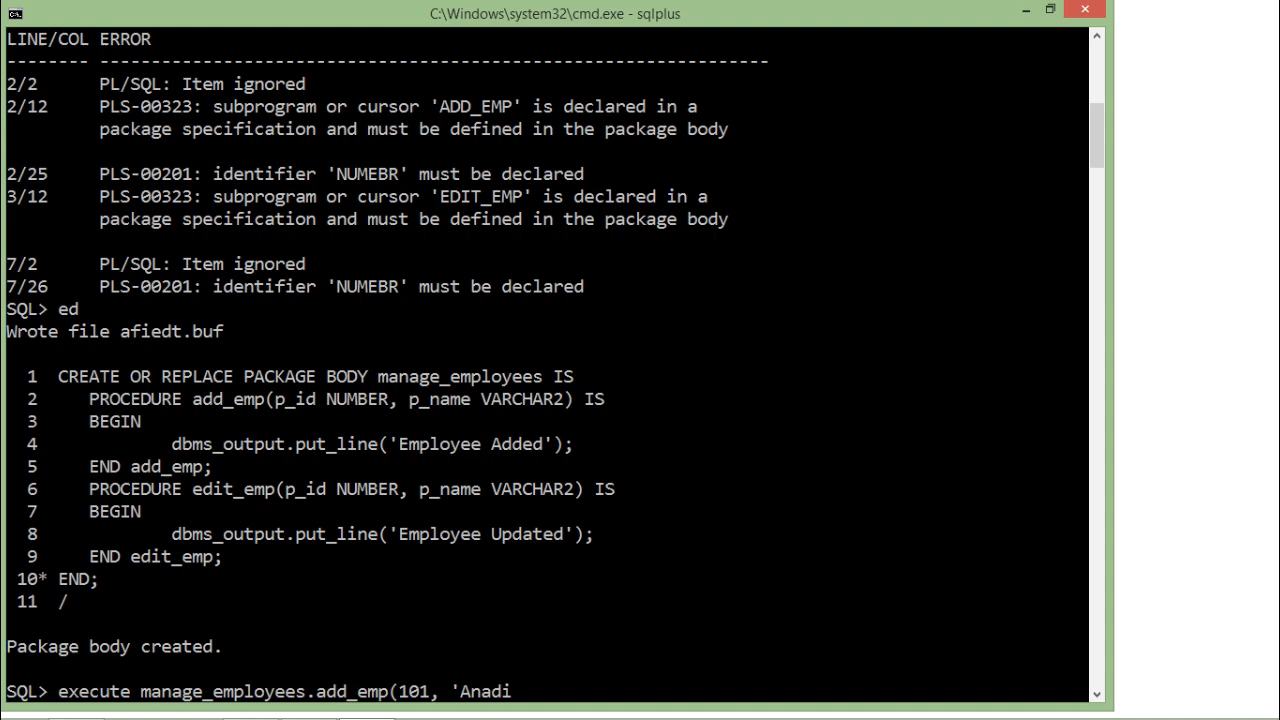 C:\Windows\system32\cmd.exe - sqlplus
LINE/COL ERROR
-------- -----------------------------------------------------------------
2/2      PL/SQL: Item ignored
2/12     PLS-00323: subprogram or cursor 'ADD_EMP' is declared in a
         package specification and must be defined in the package body
2/25     PLS-00201: identifier 'NUMEBR' must be declared
3/12     PLS-00323: subprogram or cursor 'EDIT_EMP' is declared in a
         package specification and must be defined in the package body
7/2      PL/SQL: Item ignored
7/26     PLS-00201: identifier 'NUMEBR' must be declared
SQL> ed
Wrote file afiedt.buf
  1  CREATE OR REPLACE PACKAGE BODY manage_employees IS
  2     PROCEDURE add_emp(p_id NUMBER, p_name VARCHAR2) IS
  3     BEGIN
  4             dbms_output.put_line('Employee Added');
  5     END add_emp;
  6     PROCEDURE edit_emp(p_id NUMBER, p_name VARCHAR2) IS
  7     BEGIN
  8             dbms_output.put_line('Employee Updated');
  9     END edit_emp;
 10* END;
 11  /
Package body created.
SQL> execute manage_employees.add_emp(101, 'Anadi